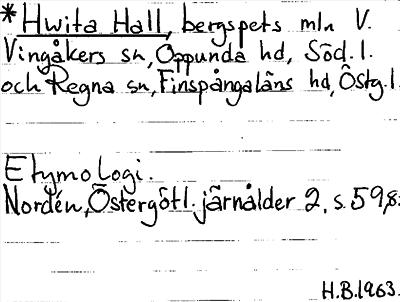 *Hwita Hall, bergspets mln V.
Vingåkers sn, Oppunda hd, Söd.l.
och Regna sn, Finspångaläns hd, Östg.l.
Etymologi.
Nordén, Östergötl. järnålder 2, s. 59,8.
H.B.1963.